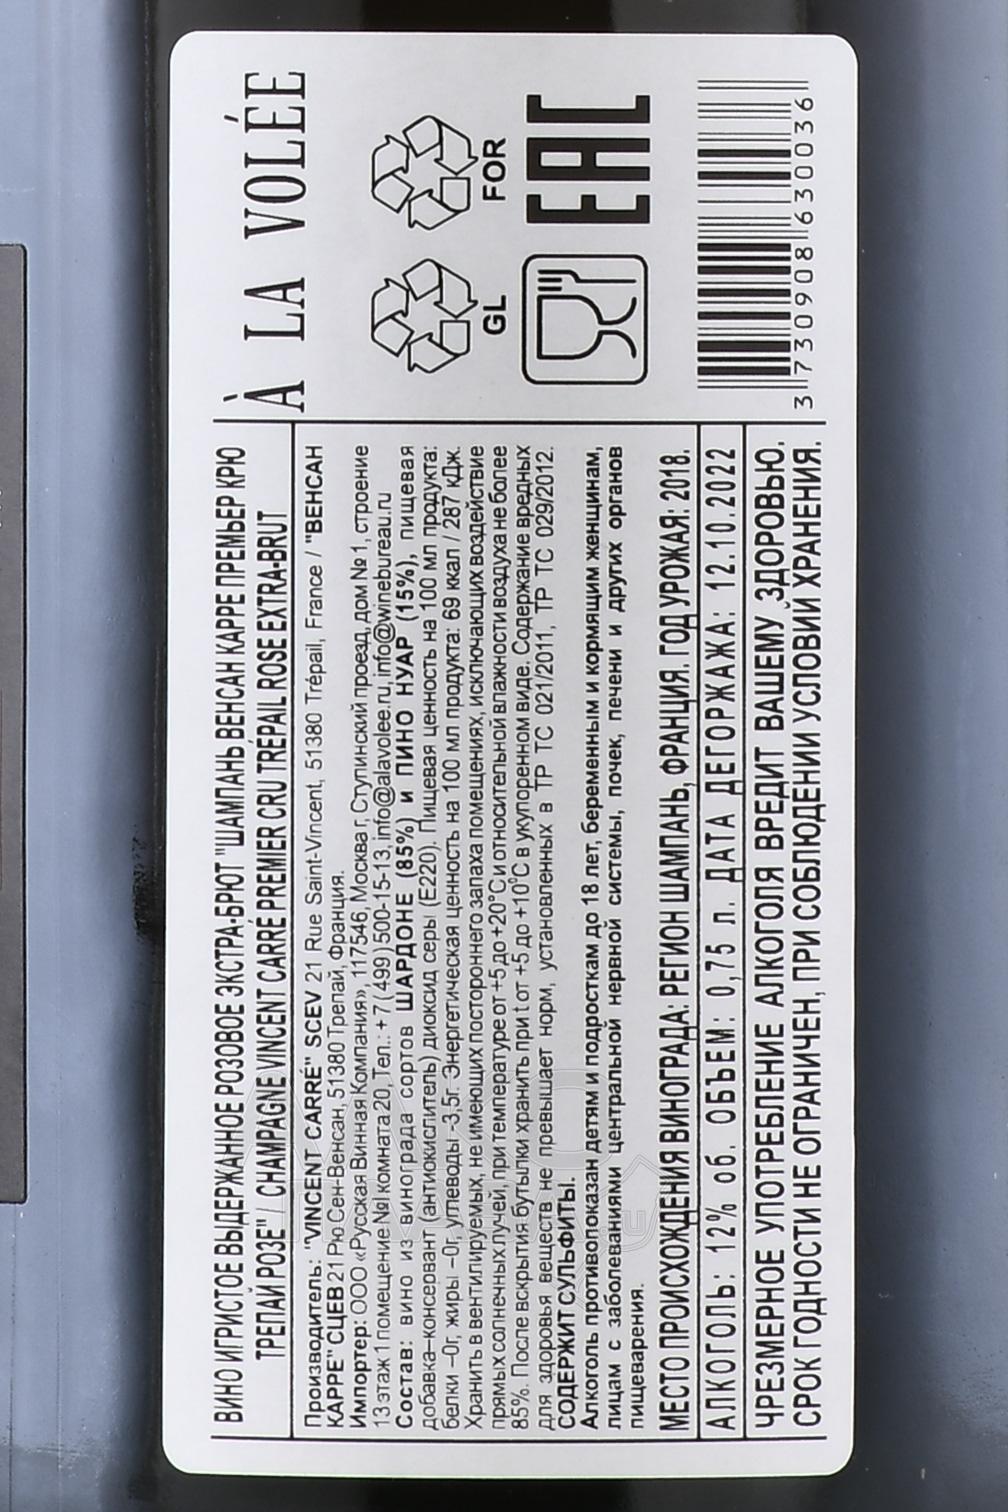 ВИНО ИГРИСТОЕ ВЫДЕРЖАННОЕ РОЗОВОЕ ЭКСТРА-БРЮТ "ШАМПАНЬ ВЕНСАН КАРРЕ ПРЕМЬЕР КРЮ
ТРЕПАЙ РОЗЕ" / CHAMPAGNE VINCENT CARRE PREMIER CRU TREPAIL ROSE EXTRA-BRUT
Производитель: "VINCENT CARRÉ" SCEV 21 Rue Saint-Vincent, 51380 Trépail, France / "ВЕНСАН
КАРРЕ" СЦЕВ 21 Рю Сен-Венсан, 51380 Трепай, Франция.
Импортер: ООО «Русская Винная Компания», 117546, Москва г, Ступинский проезд, дом № 1, строение
13 этаж 1 помещение №I комната 20, Тел.: +7 (499) 500-15-13, info@alavolee.ru, info@winebureau.ru
Состав: вино из винограда сортов ШАРДОНЕ (85%) и ПИНО НУАР (15%), пищевая
добавка–консервант (антиокислитель) диоксид серы (Е220). Пищевая ценность на 100 мл продукта:
белки –0г, жиры –0г, углеводы –3,5г. Энергетическая ценность на 100 мл продукта: 69 ккал / 287 кДж.
Хранить в вентилируемых, не имеющих постороннего запаха помещениях, исключающих воздействие
прямых солнечных лучей, при температуре от +5 до +20°С и относительной влажности воздуха не более
85%. После вскрытия бутылки хранить при t от +5 до +10°С в укупоренном виде. Содержание вредных
для здоровья веществ не превышает норм, установленных в ТР ТС 021/2011, ТР ТС 029/2012.
СОДЕРЖИТ СУЛЬФИТЫ.
Алкоголь противопоказан детям и подросткам до 18 лет, беременным и кормящим женщинам,
лицам с заболеваниями центральной нервной системы, почек, печени и других органов
пищеварения.
МЕСТО ПРОИСХОЖДЕНИЯ ВИНОГРАДА: РЕГИОН ШАМПАНЬ, ФРАНЦИЯ. ГОД УРОЖАЯ: 2018.
АЛКОГОЛЬ: 12% об. ОБЪЕМ: 0,75 л. ДАТА ДЕГОРЖАЖА: 12.10.2022
ЧРЕЗМЕРНОЕ УПОТРЕБЛЕНИЕ АЛКОГОЛЯ ВРЕДИТ ВАШЕМУ ЗДОРОВЬЮ.
СРОК ГОДНОСТИ НЕ ОГРАНИЧЕН, ПРИ СОБЛЮДЕНИИ УСЛОВИЙ ХРАНЕНИЯ.
À LA VOLÉE
GL FOR
EAC
3 730908 630036